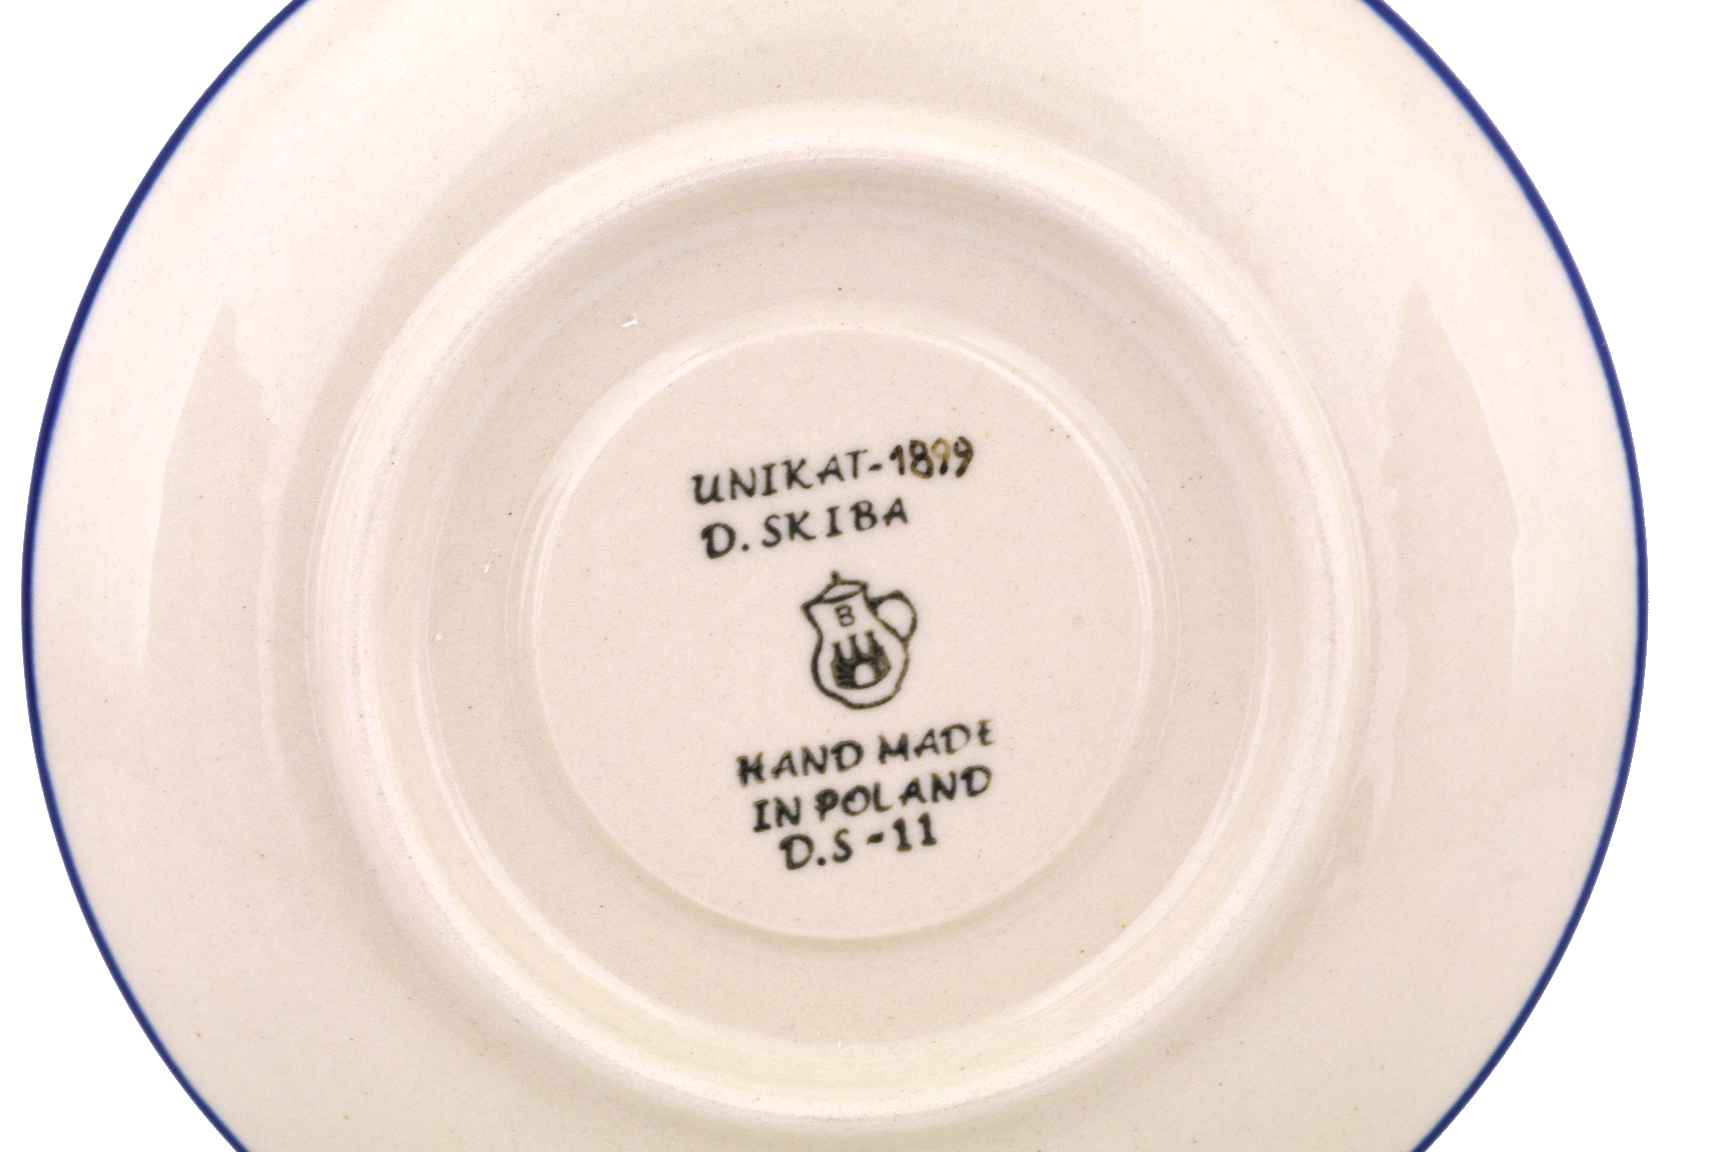 UNIKAT-1899
D. SKIBA
B
HAND MADE
IN POLAND
D.S-11